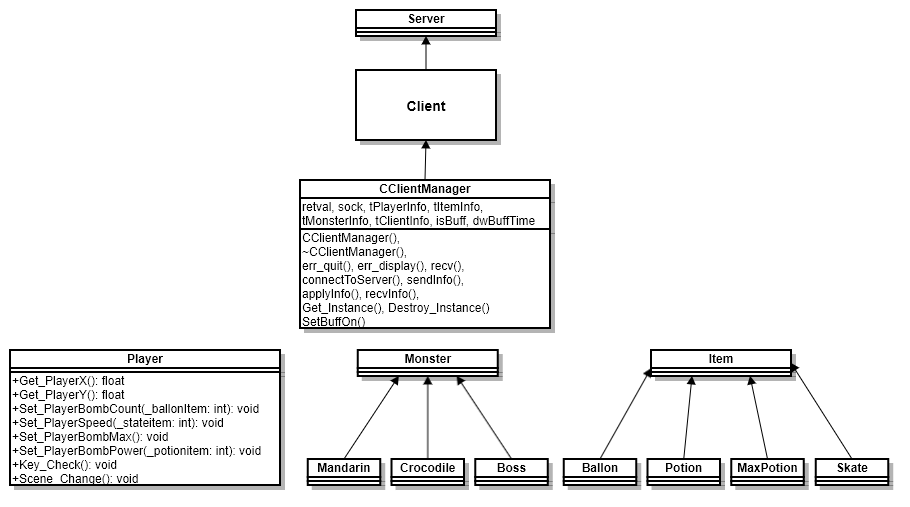 Server
Client
CClientManager
retval, sock, tPlayerInfo, tItemInfo,
tMonsterInfo, tClientInfo, isBuff, dwBuffTime
CClientManager(),
~CClientManager(),
err_quit(), err_display(), recv(),
connectToServer(), sendInfo(),
applyInfo(), recvInfo(),
Get_Instance(), Destroy_Instance()
SetBuffOn()
Player
+Get_PlayerX(): float
+Get_PlayerY(): float
+Set_PlayerBombCount(_ballonItem: int): void
+Set_PlayerSpeed(_stateitem: int): void
+Set_PlayerBombMax(): void
+Set_PlayerBombPower(_potionitem: int): void
+Key_Check(): void
+Scene_Change(): void
Monster
Item
Mandarin
Crocodile
Boss
Ballon
Potion
MaxPotion
Skate